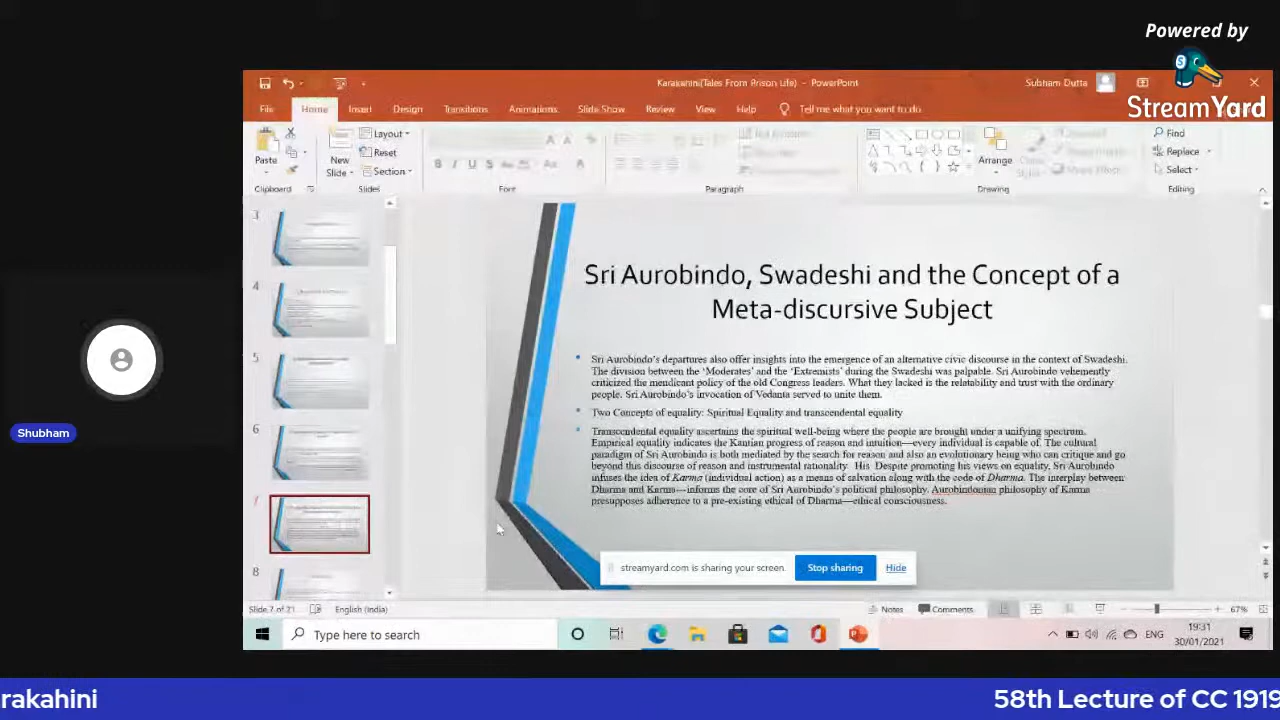 Powered by
StreamYard
Karakahini(Tales From Prison Life) - PowerPoint
Subham Dutta
File Home Insert Design Transitions Animations Slide Show Review View Help Tell me what you want to do
Paste
New
Slide
Layout
Reset
Section
Arrange
Find
Replace
Select
Clipboard
Slides
Font
Paragraph
Drawing
Editing
3
4
5
6
7
8
Sri Aurobindo, Swadeshi and the Concept of a
Meta-discursive Subject
Sri Aurobindo's departures also offer insights into the emergence of an alternative civic discourse in the context of Swadeshi.
The division between the 'Moderates' and the 'Extremists' during the Swadeshi was palpable. Sri Aurobindo vehemently
criticized the mendicant policy of the old Congress leaders. What they lacked is the relatability and trust with the ordinary
people. Sri Aurobindo's invocation of Vedanta served to unite them.
Two Concepts of equality: Spiritual Equality and transcendental equality
Transcendental equality ascertains the spiritual well-being where the people are brought under a unifying spectrum.
Empirical equality indicates the Kantian progress of reason and intuition—every individual is capable of. The cultural
paradigm of Sri Aurobindo is both mediated by the search for reason and also an evolutionary being who can critique and go
beyond this discourse of reason and instrumental rationality His Despite promoting his views on equality, Sri Aurobindo
infuses the idea of Karma (individual action) as a means of salvation along with the code of Dharma. The interplay between
Dharma and Karma—informs the core of Sri Aurobindo's political philosophy. Aurobindonian philosophy of Karma
presupposes adherence to a pre-existing ethical of Dharma—ethical consciousness.
Shubham
streamyard.com is sharing your screen.
Stop sharing
Hide
Slide 7 of 21
English (India)
Notes
Comments
67%
Type here to search
ENG
19:31
30/01/2021
rakahini
58th Lecture of CC 1919